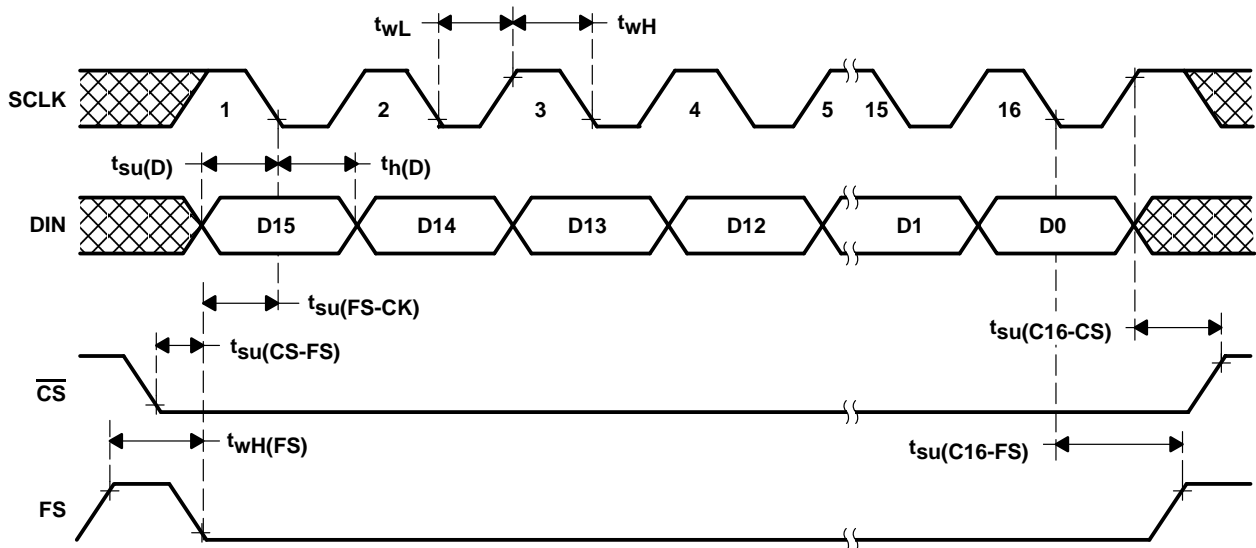 twL twH
SCLK 1 2 3 4 5 15 16
tsu(D) th(D)
DIN D15 D14 D13 D12 D1 D0
tsu(FS-CK)
tsu(C16-CS)
tsu(CS-FS)
CS
twH(FS)
tsu(C16-FS)
FS